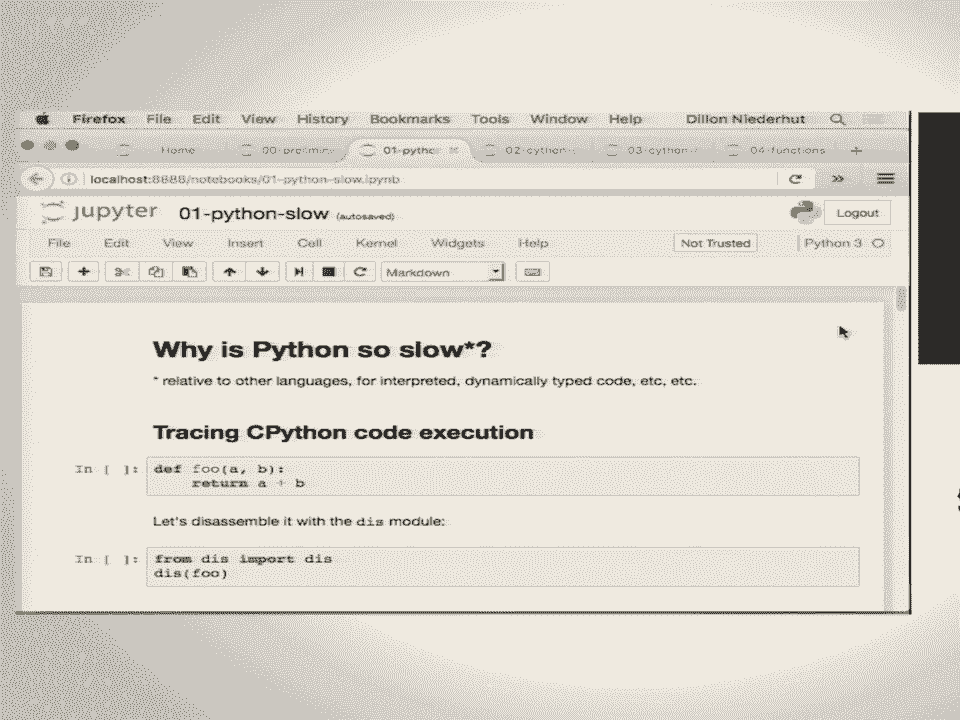 Firefox File Edit View History Bookmarks Tools Window Help Dillon Niederhut
Home 00-prelimin 01-python 02-cython- 03-cython- 04-functions
localhost:8888/notebooks/01-python-slow.ipynb
jupyter 01-python-slow (autosaved) Logout
File Edit View Insert Cell Kernel Widgets Help Not Trusted Python 3
Markdown
Why is Python so slow*?
* relative to other languages, for interpreted, dynamically typed code, etc, etc.
Tracing CPython code execution
In [ ]: def foo(a, b):
return a + b
Let's disassemble it with the dis module:
In [ ]: from dis import dis
dis(foo)